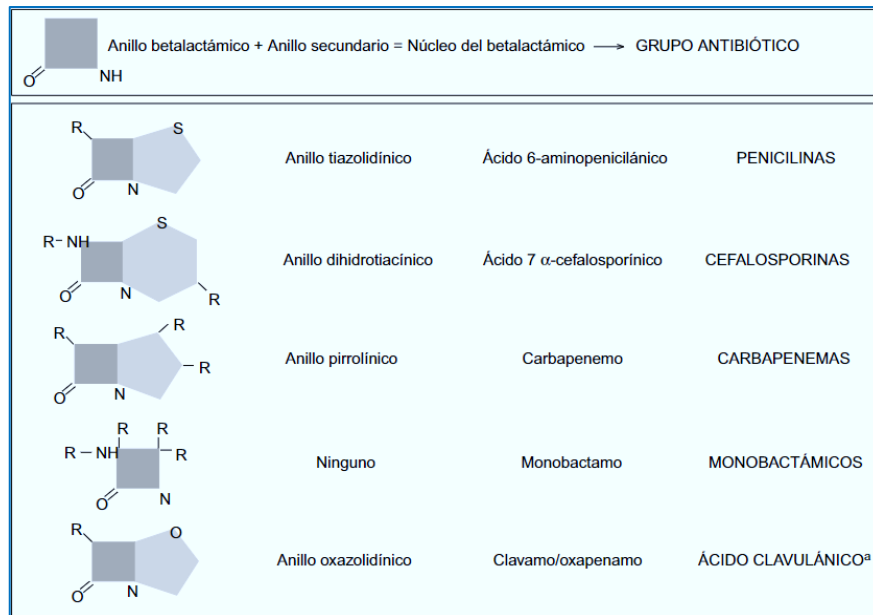 Anillo betalactámico + Anillo secundario = Núcleo del betalactámico → GRUPO ANTIBIÓTICO
O NH
R S
N
O
Anillo tiazolidínico Ácido 6-aminopenicilánico PENICILINAS
S
R- NH
N
O
R
Anillo dihidrotiacínico Ácido 7 α-cefalosporínico CEFALOSPORINAS
R
R
R
O
N
Anillo pirrolínico Carbapenemo CARBAPENEMAS
R R
R – NH R
O
N
Ninguno Monobactamo MONOBACTÁMICOS
R O
O
N
Anillo oxazolidínico Clavamo/oxapenamo ÁCIDO CLAVULÁNICOᵃ